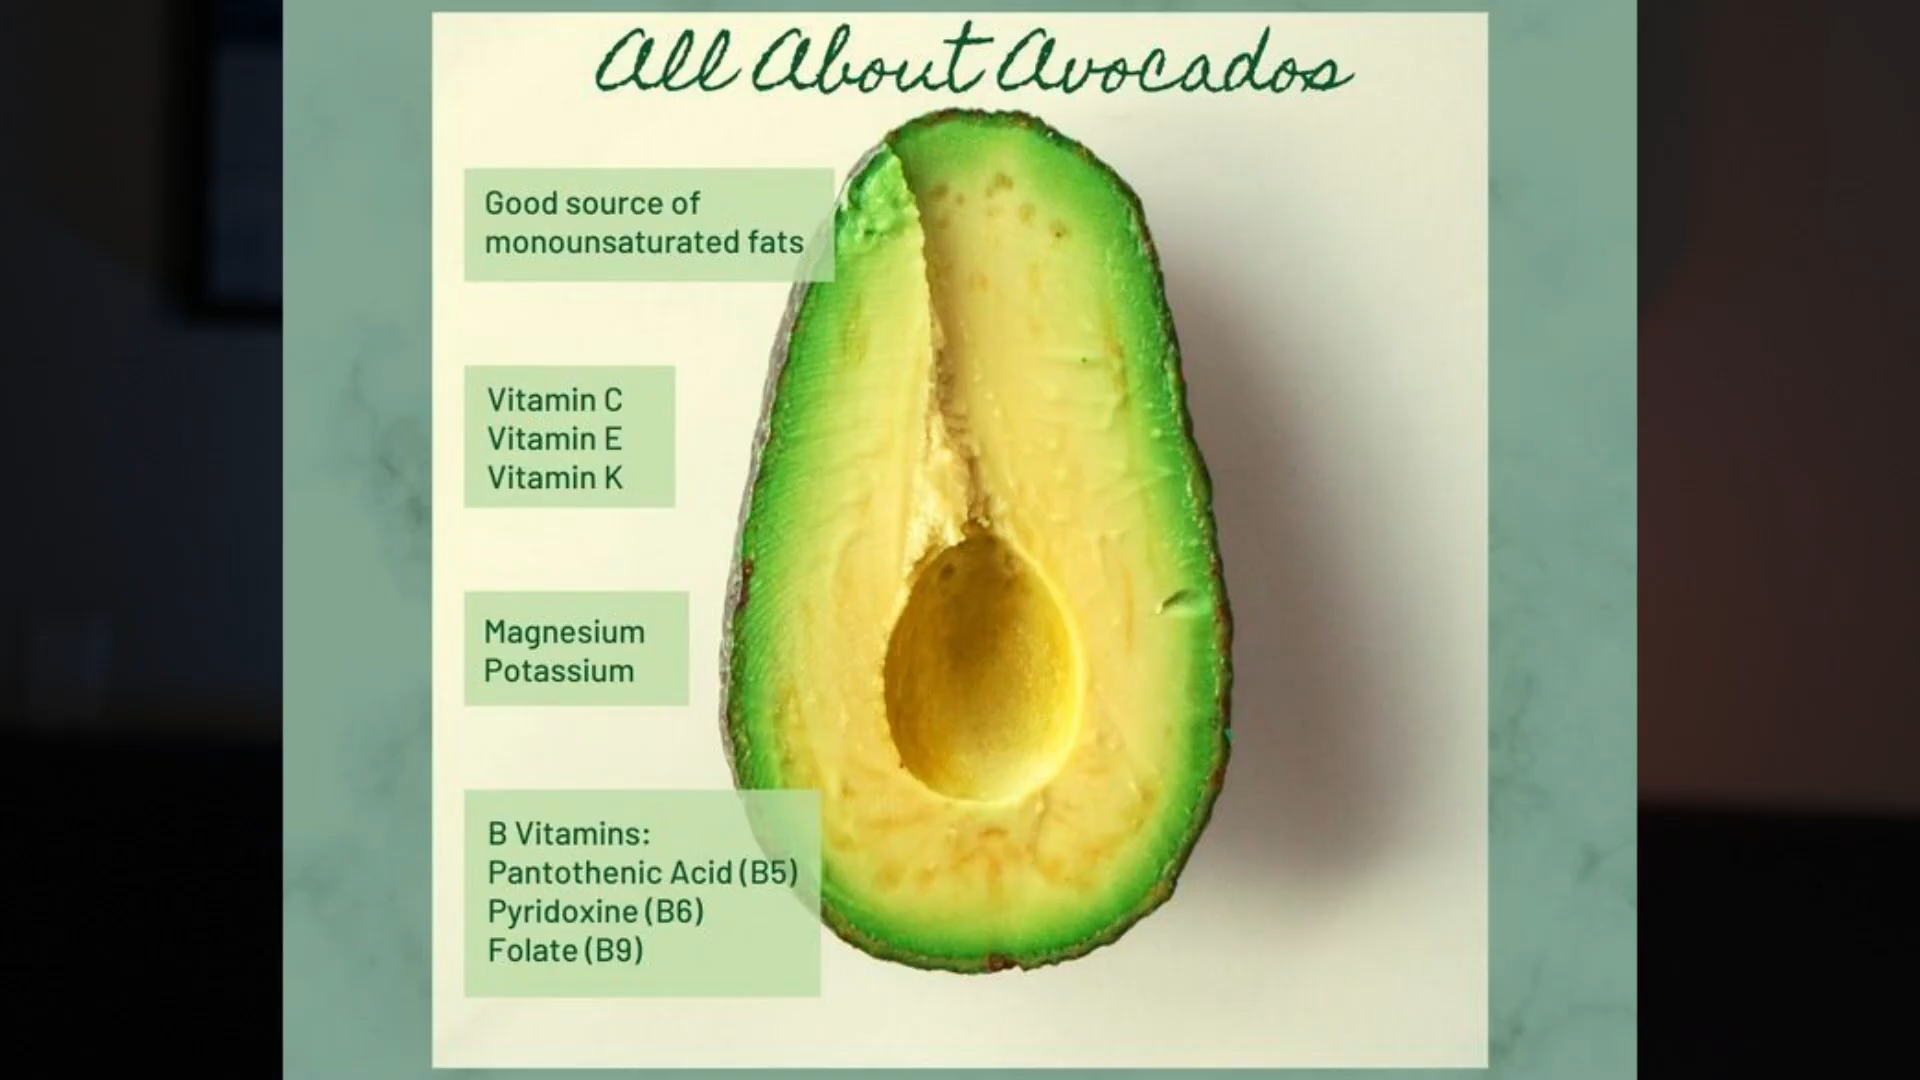 All About Avocados
Good source of
monounsaturated fats
Vitamin C
Vitamin E
Vitamin K
Magnesium
Potassium
B Vitamins:
Pantothenic Acid (B5)
Pyridoxine (B6)
Folate (B9)